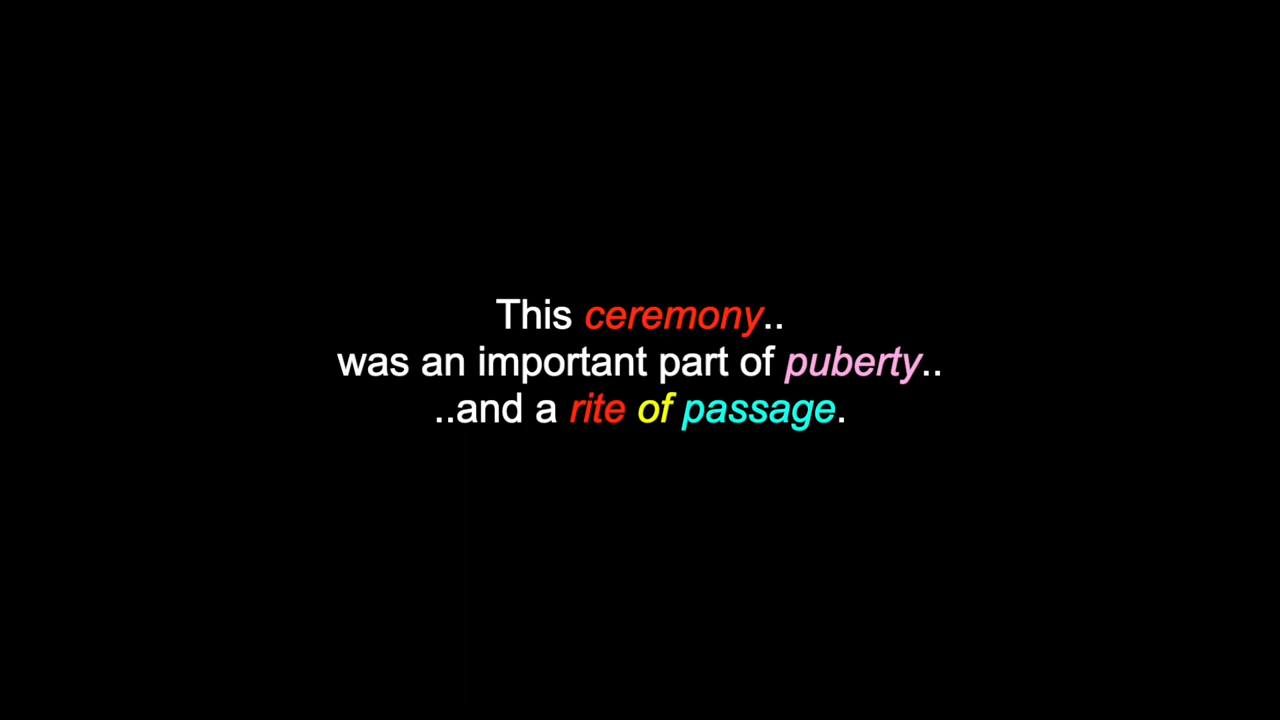 This ceremony..
was an important part of puberty..
..and a rite of passage.